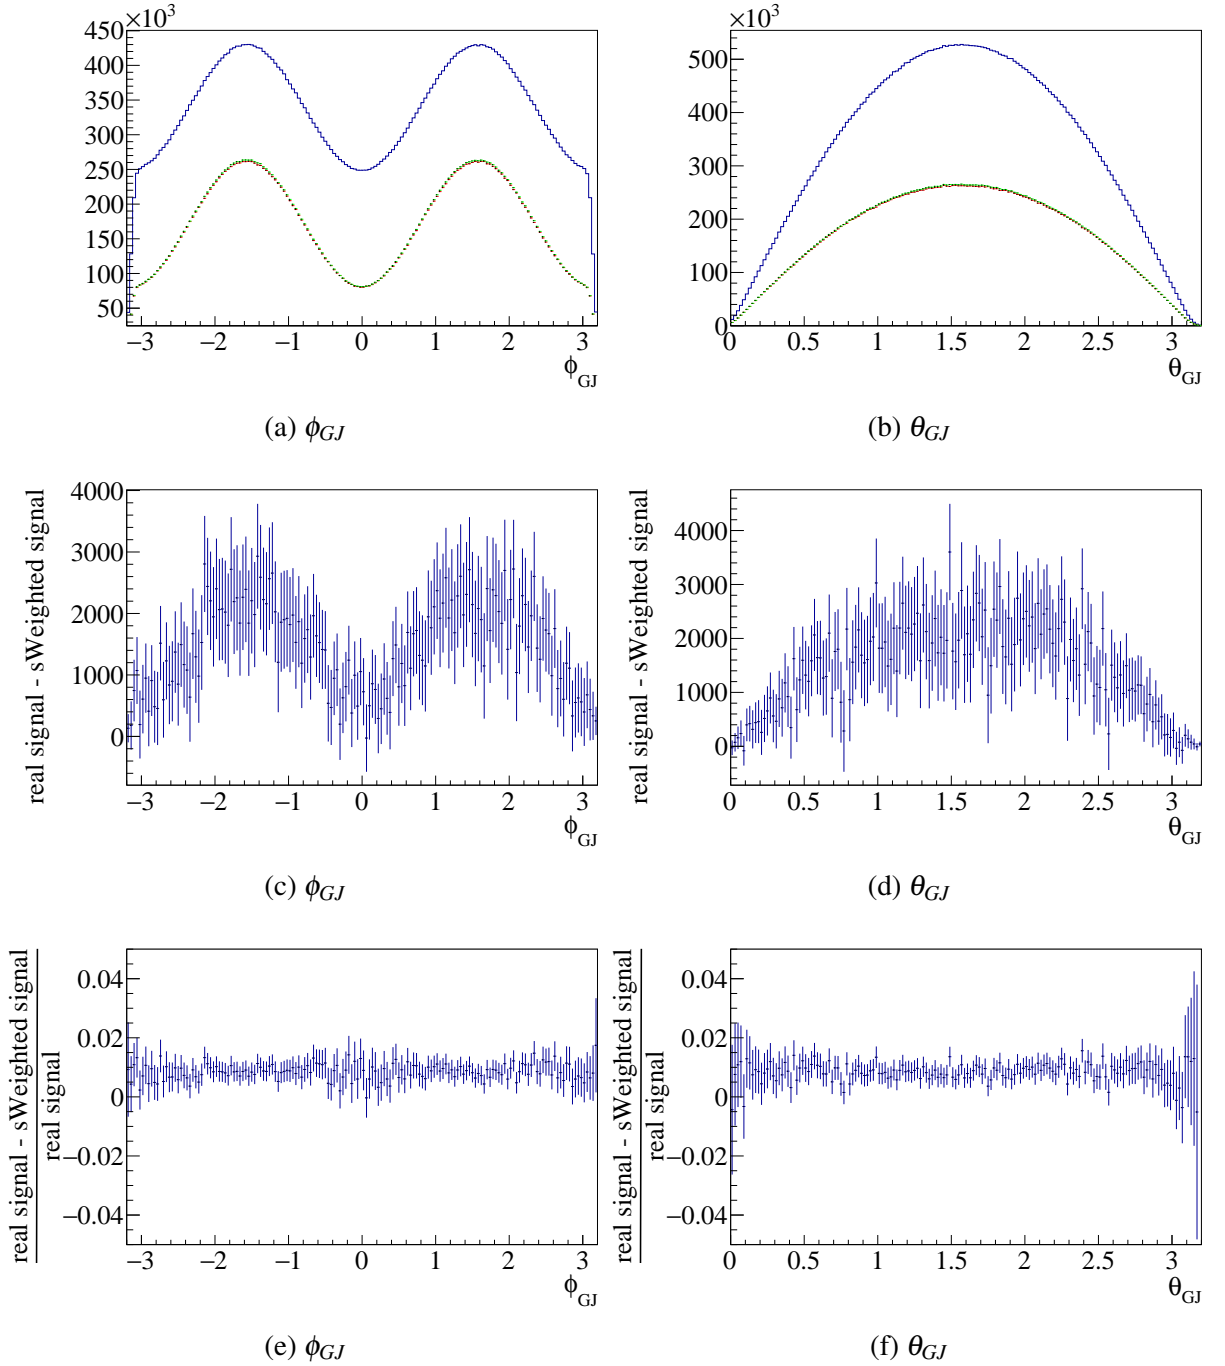 ×10³
450
400
350
300
250
200
150
100
50
−3 −2 −1 0 1 2 3
ϕGJ
(a) ϕGJ
×10³
500
400
300
200
100
0
0 0.5 1 1.5 2 2.5 3
θGJ
(b) θGJ
real signal - sWeighted signal
4000
3000
2000
1000
0
−3 −2 −1 0 1 2 3
ϕGJ
(c) ϕGJ
real signal - sWeighted signal
4000
3000
2000
1000
0
0 0.5 1 1.5 2 2.5 3
θGJ
(d) θGJ
real signal - sWeighted signal
real signal
0.04
0.02
0
−0.02
−0.04
−3 −2 −1 0 1 2 3
ϕGJ
(e) ϕGJ
real signal - sWeighted signal
real signal
0.04
0.02
0
−0.02
−0.04
0 0.5 1 1.5 2 2.5 3
θGJ
(f) θGJ